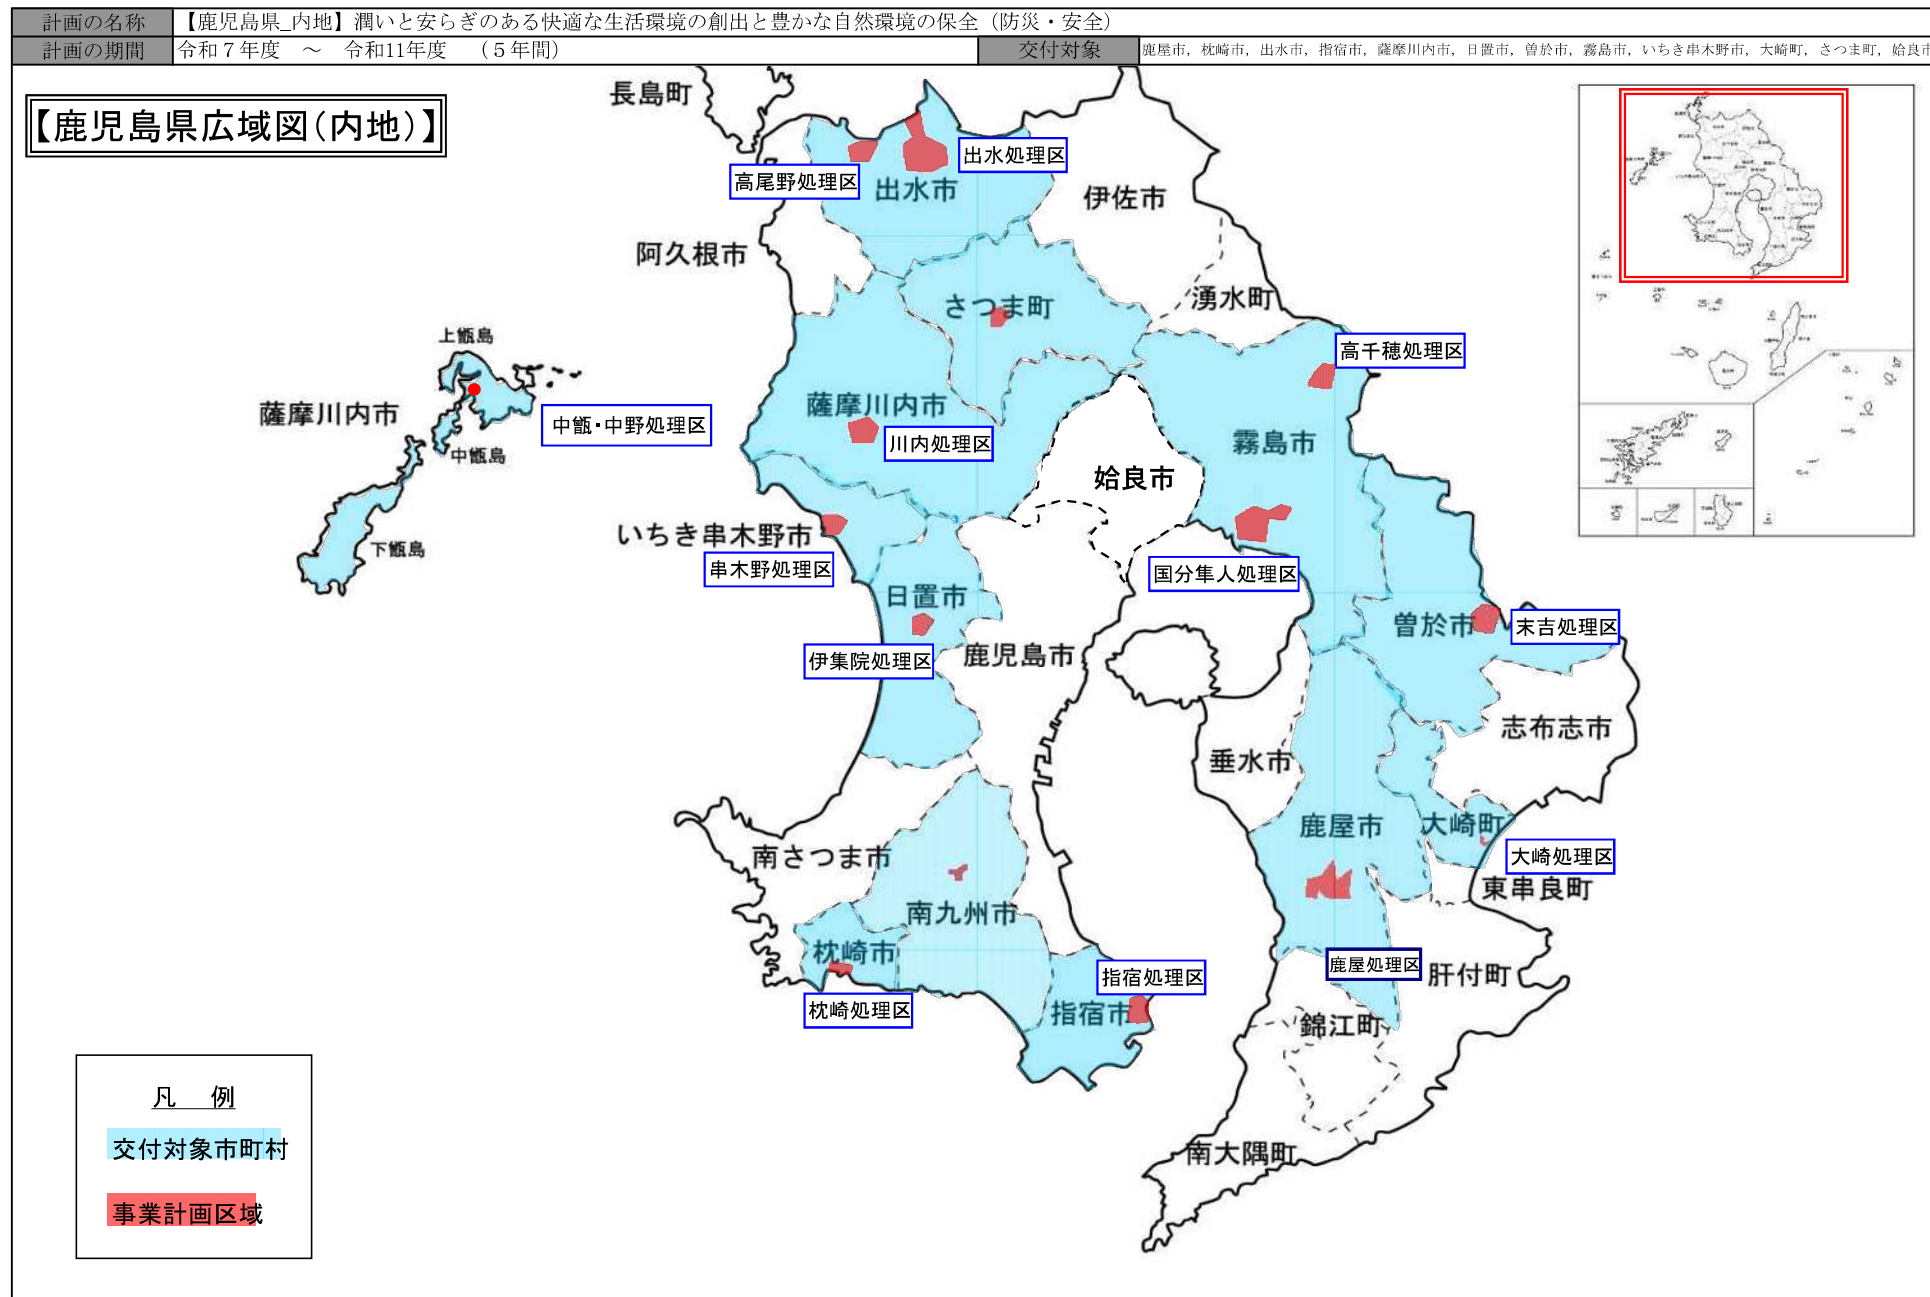 計画の名称 【鹿児島県_内地】潤いと安らぎのある快適な生活環境の創出と豊かな自然環境の保全（防災・安全）
計画の期間 令和７年度　～　令和11年度　（５年間） 交付対象 鹿屋市, 枕崎市, 出水市, 指宿市, 薩摩川内市, 日置市, 曽於市, 霧島市, いちき串木野市, 大崎町, さつま町, 姶良市
【鹿児島県広域図(内地)】
長島町
出水処理区
高尾野処理区
出水市
伊佐市
阿久根市
湧水町
さつま町
上甑島
高千穂処理区
薩摩川内市
中甑・中野処理区
中甑島
下甑島
薩摩川内市
川内処理区
霧島市
姶良市
いちき串木野市
串木野処理区
国分隼人処理区
日置市
曽於市
末吉処理区
伊集院処理区
鹿児島市
志布志市
垂水市
鹿屋市
大崎町
大崎処理区
南さつま市
東串良町
南九州市
枕崎市
枕崎処理区
指宿処理区
指宿市
鹿屋処理区
肝付町
錦江町
南大隅町
凡　例
交付対象市町村
事業計画区域